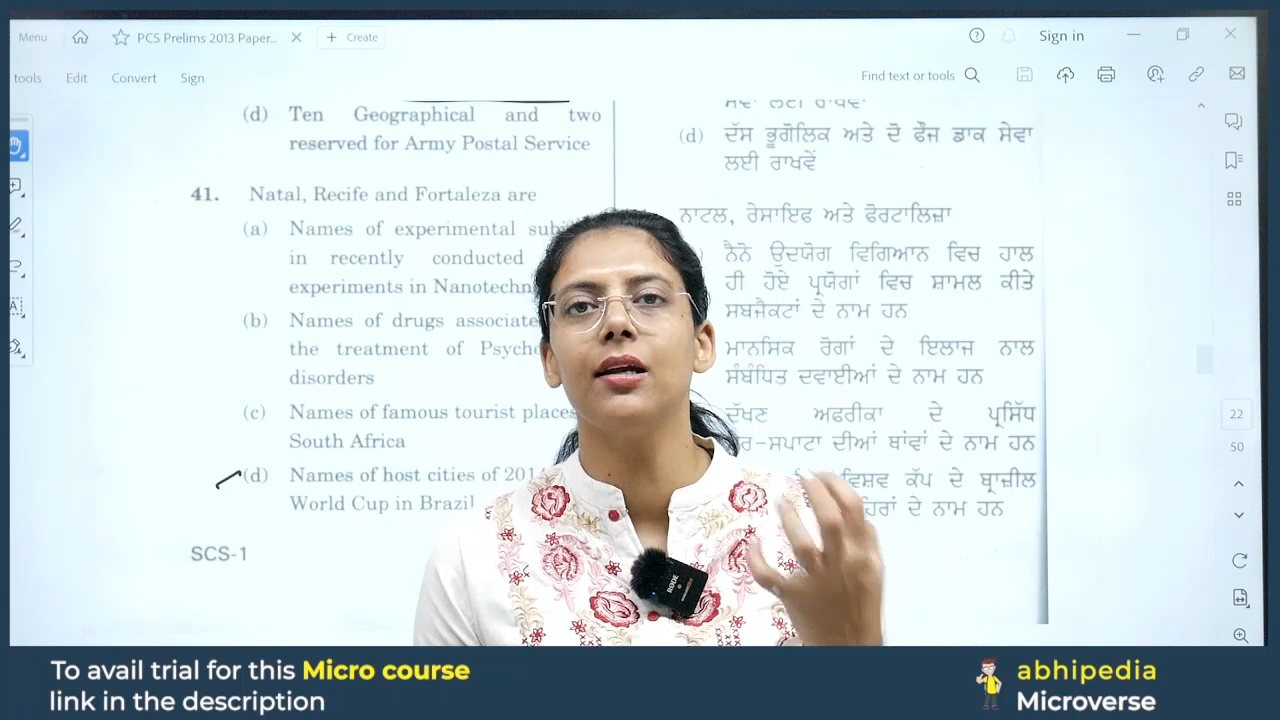 Menu
PCS Prelims 2013 Paper...
Create
Sign in
tools
Edit
Convert
Sign
Find text or tools
(d) Ten Geographical and two
reserved for Army Postal Service
41. Natal, Recife and Fortaleza are
(a) Names of experimental
in recently conducted
experiments in
(b) Names of drugs
the treatment of
disorders
(c) Names of famous tourist places
South Africa
(d) Names of host cities of 2014
World Cup in Brazil
SCS-1
(d) ਦੱਸ ਭੂਗੋਲਿਕ ਅਤੇ ਦੋ ਫੌਜ ਡਾਕ ਸੇਵਾ
ਲਈ ਰਾਖਵੇਂ
ਨਾਟਲ, ਰੇਸਾਇਫ ਅਤੇ ਫੋਰਟਾਲਿਜ਼ਾ
ਨੈਨੋ ਉਦਯੋਗ ਵਿਗਿਆਨ ਵਿਚ ਹਾਲ
ਹੀ ਹੋਏ ਪ੍ਰਯੋਗਾਂ ਵਿਚ ਸ਼ਾਮਲ ਕੀਤੇ
ਸਬਜੈਕਟਾਂ ਦੇ ਨਾਮ ਹਨ
ਮਾਨਸਿਕ ਰੋਗਾਂ ਦੇ ਇਲਾਜ ਨਾਲ
ਸੰਬੰਧਿਤ ਦਵਾਈਆਂ ਦੇ ਨਾਮ ਹਨ
ਦੱਖਣ ਅਫਰੀਕਾ ਦੇ ਪ੍ਰਸਿੱਧ
ਸਪਾਟਾ ਦੀਆਂ ਥਾਂਵਾਂ ਦੇ ਨਾਮ ਹਨ
ਵਿਸ਼ਵ ਕੱਪ ਦੇ ਬ੍ਰਾਜ਼ੀਲ
ਦੇ ਨਾਮ ਹਨ
22
50
RODE
To avail trial for this Micro course
link in the description
abhipedia
Microverse